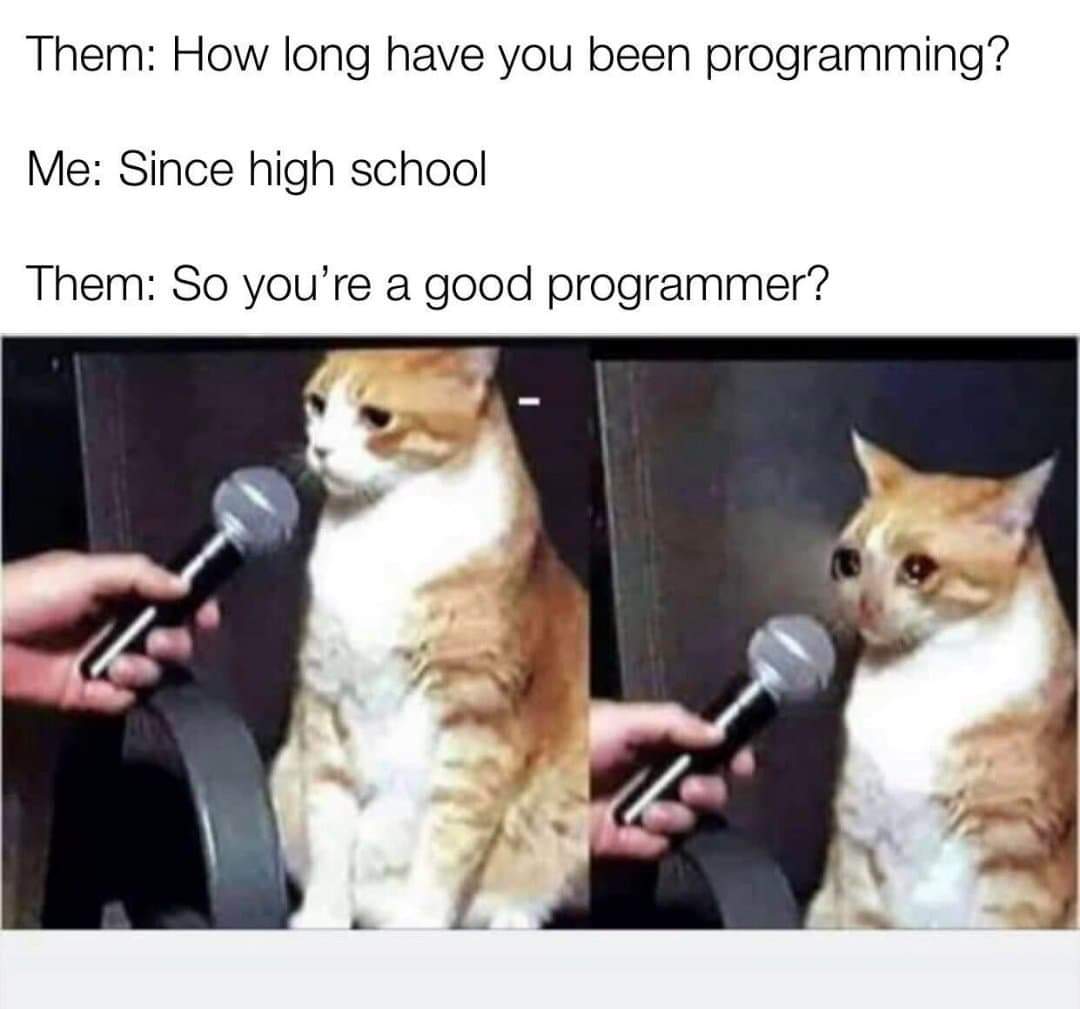 Them: How long have you been programming?
Me: Since high school
Them: So you’re a good programmer?